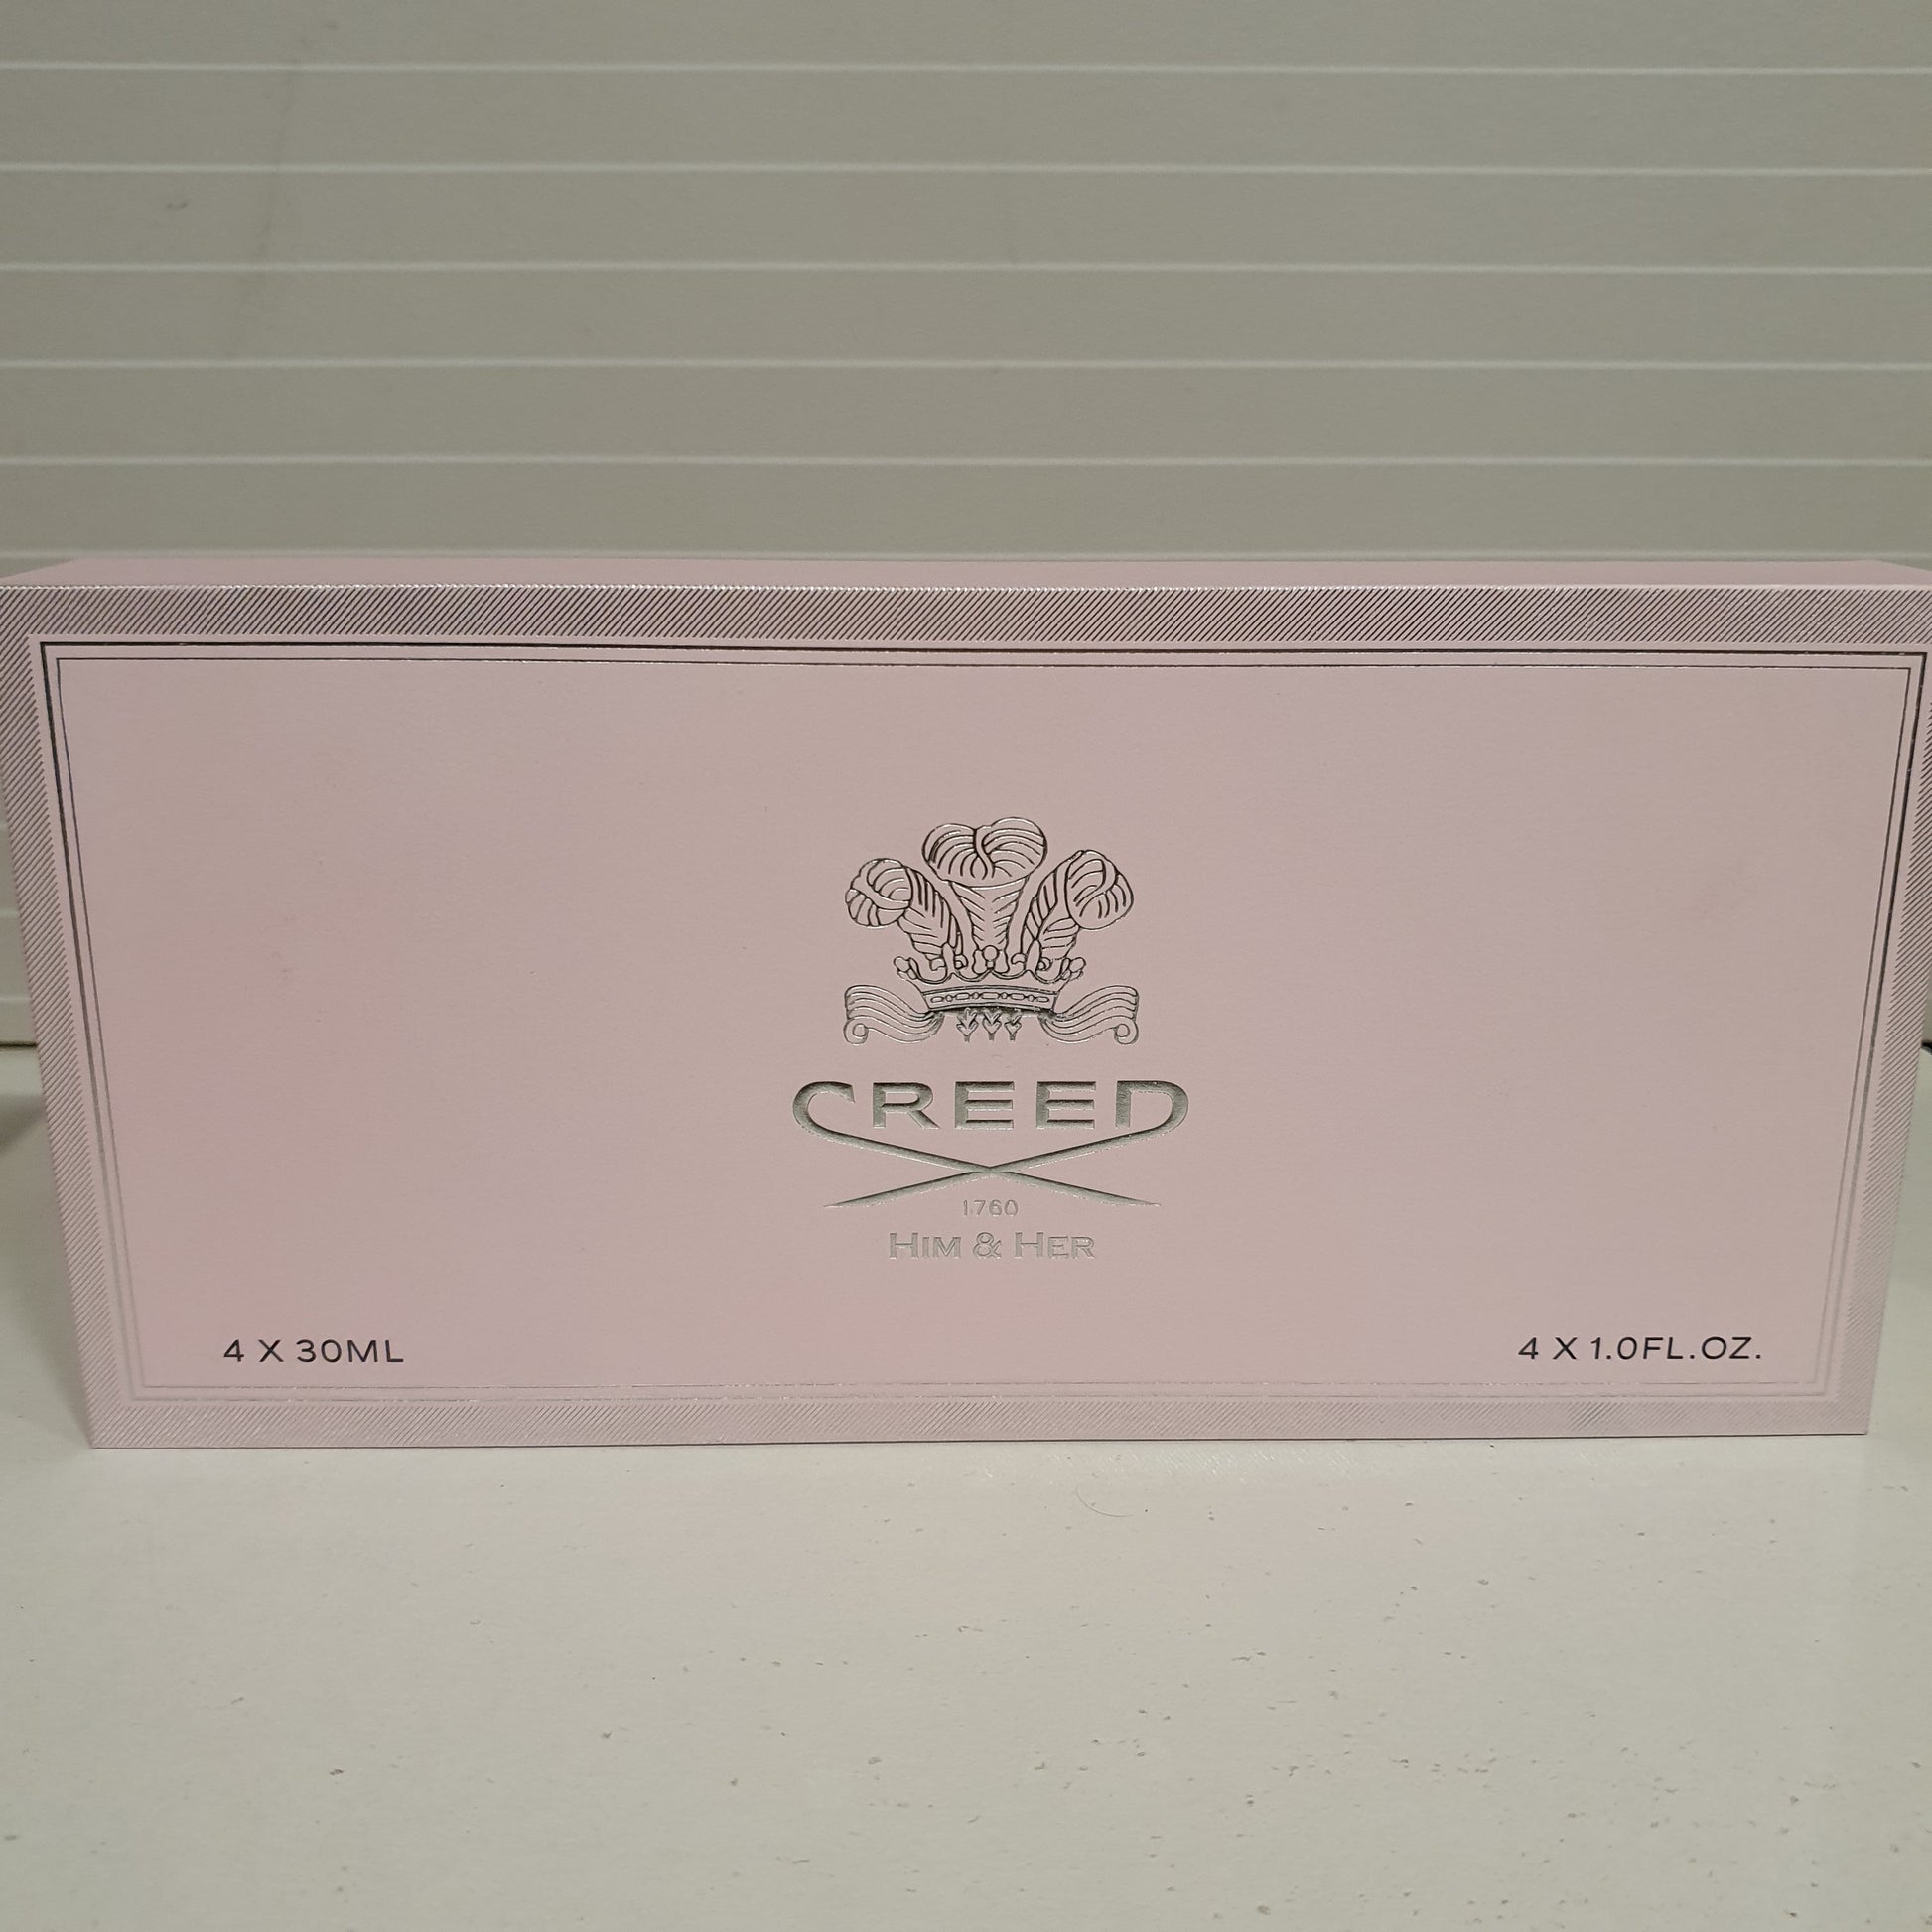 CREED
1760
HIM & HER
4 X 30ML
4 X 1.0FL.OZ.